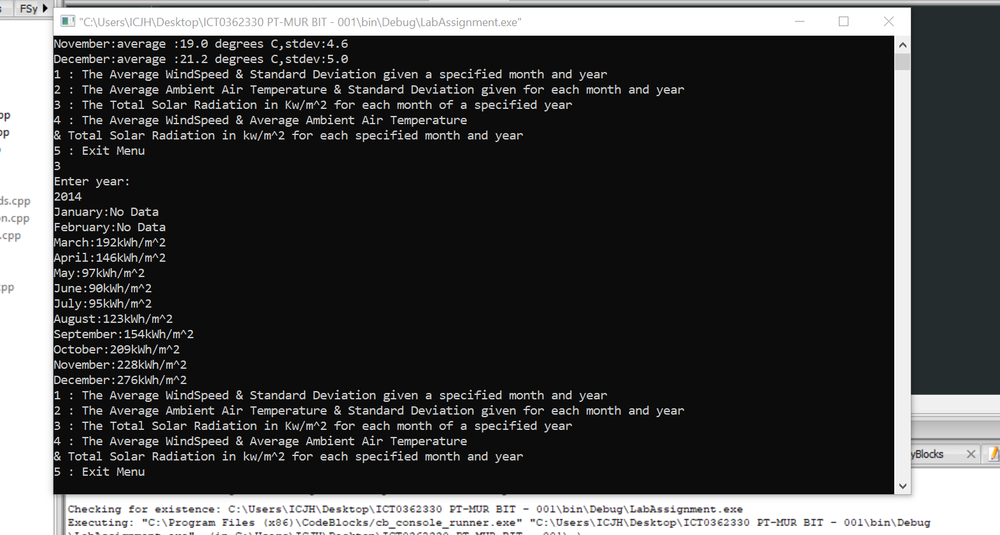 FSy
"C:\Users\ICJH\Desktop\ICT0362330 PT-MUR BIT - 001\bin\Debug\LabAssignment.exe"
November:average :19.0 degrees C,stdev:4.6
December:average :21.2 degrees C,stdev:5.0
1 : The Average WindSpeed & Standard Deviation given a specified month and year
2 : The Average Ambient Air Temperature & Standard Deviation given for each month and year
3 : The Total Solar Radiation in Kw/m^2 for each month of a specified year
4 : The Average WindSpeed & Average Ambient Air Temperature
& Total Solar Radiation in kw/m^2 for each specified month and year
5 : Exit Menu
3
Enter year:
2014
January:No Data
February:No Data
March:192kWh/m^2
April:146kWh/m^2
May:97kWh/m^2
June:90kWh/m^2
July:95kWh/m^2
August:123kWh/m^2
September:154kWh/m^2
October:209kWh/m^2
November:228kWh/m^2
December:276kWh/m^2
1 : The Average WindSpeed & Standard Deviation given a specified month and year
2 : The Average Ambient Air Temperature & Standard Deviation given for each month and year
3 : The Total Solar Radiation in Kw/m^2 for each month of a specified year
4 : The Average WindSpeed & Average Ambient Air Temperature
& Total Solar Radiation in kw/m^2 for each specified month and year
5 : Exit Menu
pp
pp
ds.cpp
on.cpp
.cpp
cpp
yBlocks
Checking for existence: C:\Users\ICJH\Desktop\ICT0362330 PT-MUR BIT - 001\bin\Debug\LabAssignment.exe
Executing: "C:\Program Files (x86)\CodeBlocks/cb_console_runner.exe" "C:\Users\ICJH\Desktop\ICT0362330 PT-MUR BIT - 001\bin\Debug